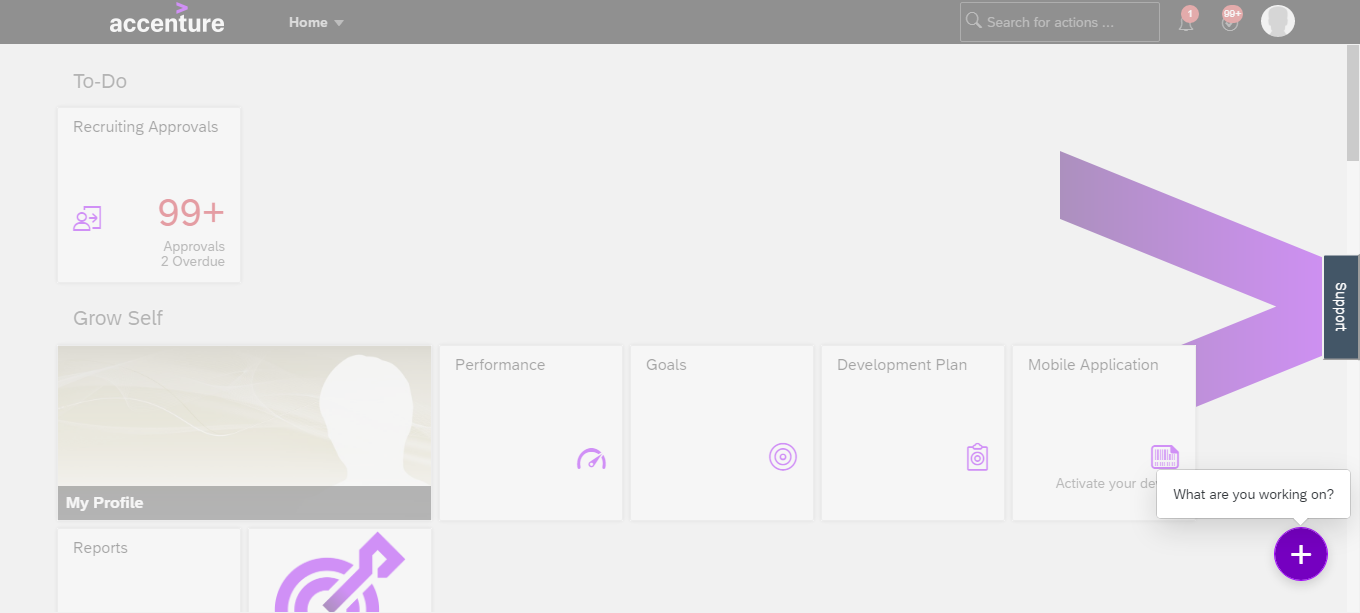 accenture
Home
Search for actions ...
1
99+
To-Do
Recruiting Approvals
99+
Approvals
2 Overdue
Support
Grow Self
My Profile
Performance
Goals
Development Plan
Mobile Application
Activate your de
What are you working on?
Reports